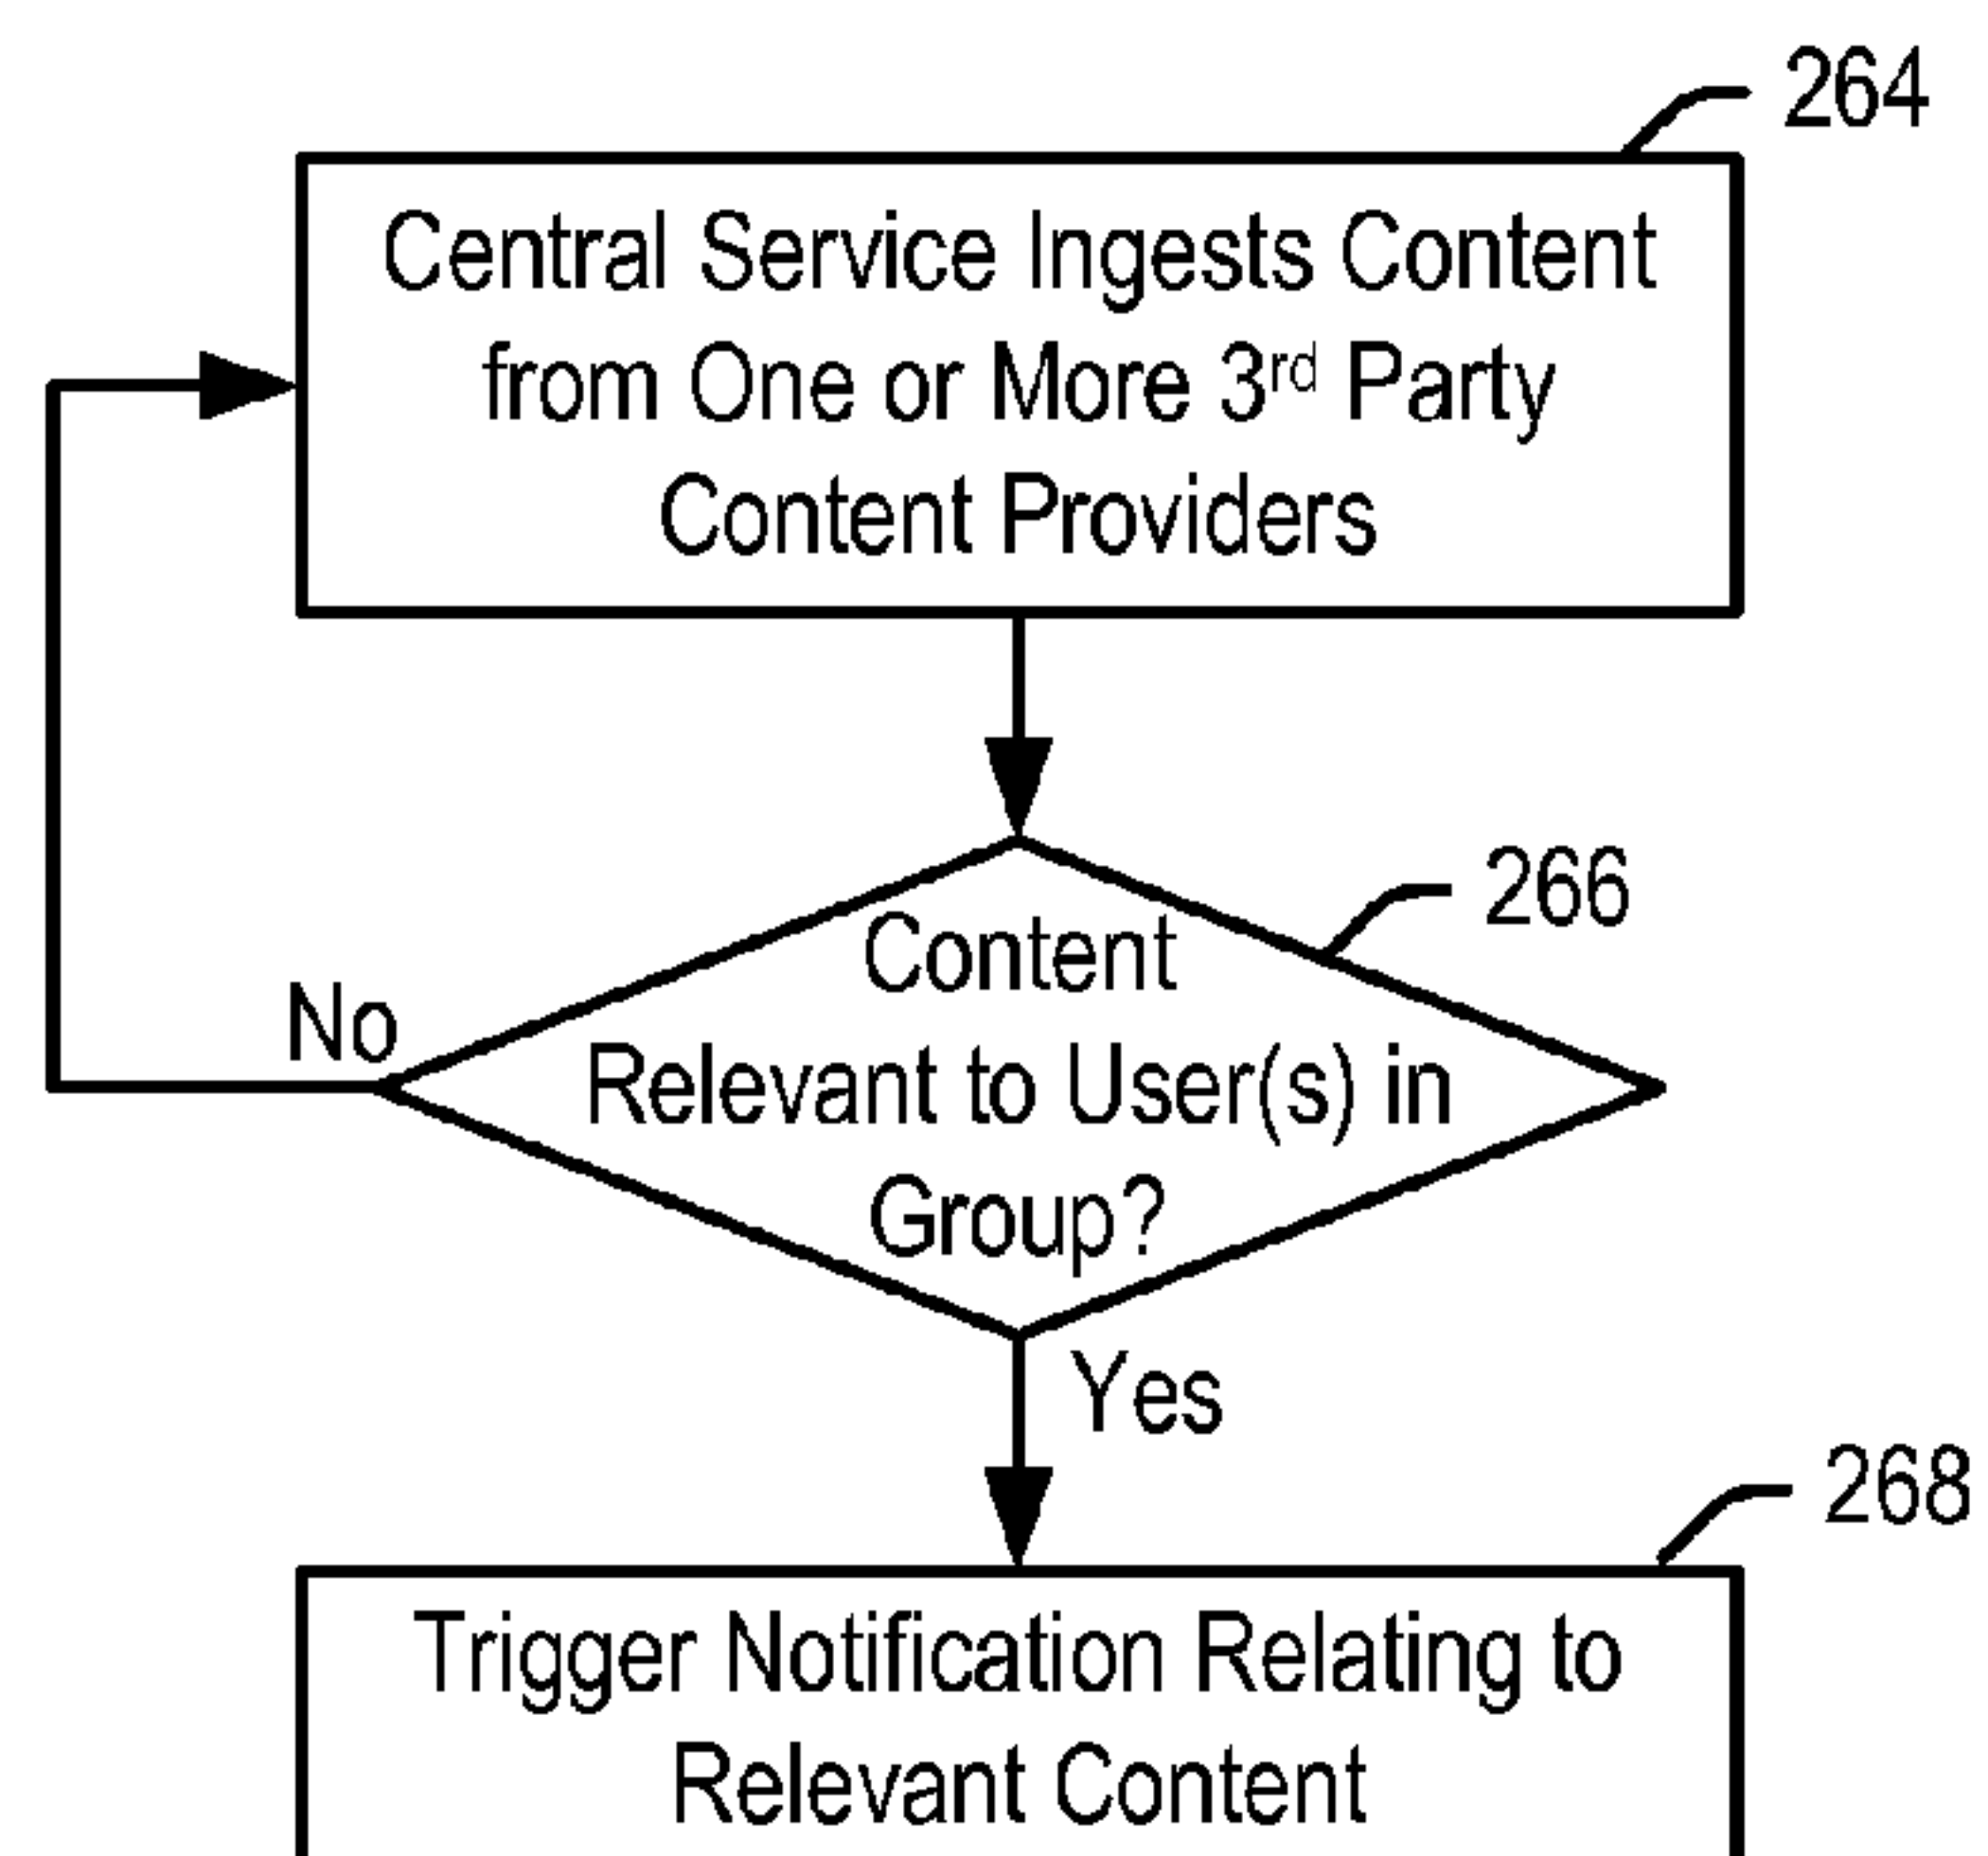 264
Central Service Ingests Content
from One or More 3rd Party
Content Providers
266
Content
Relevant to User(s) in
Group?
No
Yes
268
Trigger Notification Relating to
Relevant Content